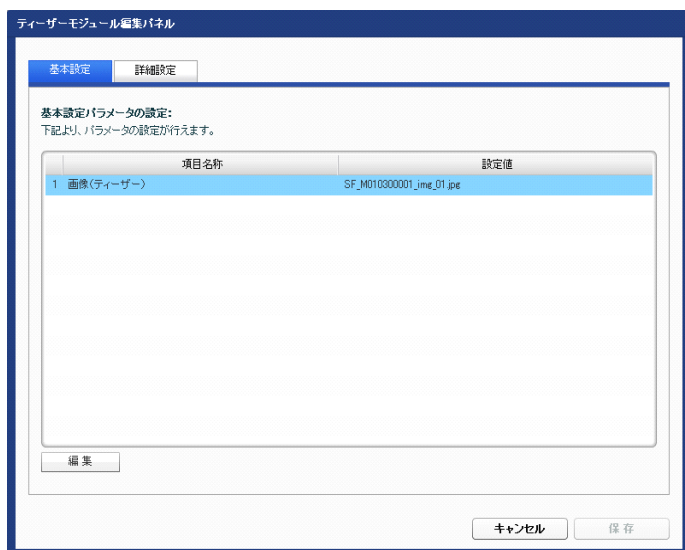 ティーザーモジュール編集パネル
基本設定 詳細設定
基本設定パラメータの設定:
下記より、パラメータの設定が行えます。
項目名称 設定値
1 画像(ティーザー) SF_M010300001_img_01.jpg
編集
キャンセル 保存